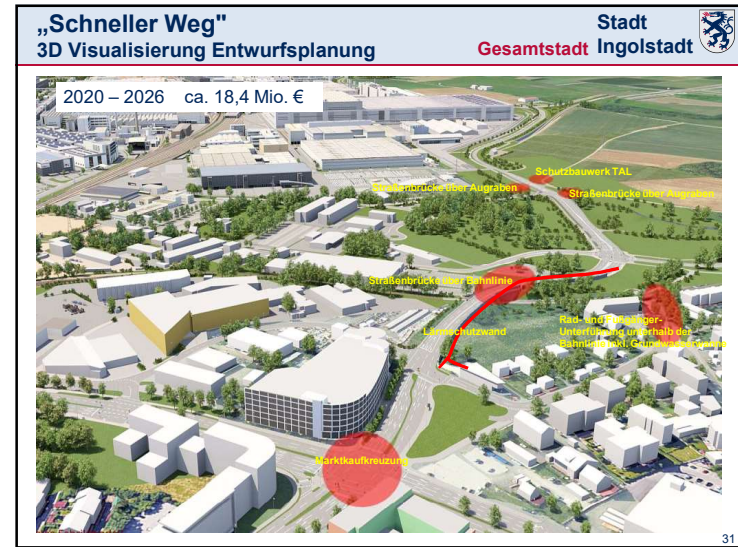 „Schneller Weg"
3D Visualisierung Entwurfsplanung
Gesamtstadt
Stadt
Ingolstadt
2020 – 2026 ca. 18,4 Mio. €
Schutzbauwerk TAL
Straßenbrücke über Augraben
Straßenbrücke über Augraben
Straßenbrücke über Bahnlinie
Lärmschutzwand
Rad- und Fußgänger-
Unterführung unterhalb der
Bahnlinie inkl. Grundwasserwanne
Marktkaufkreuzung
31